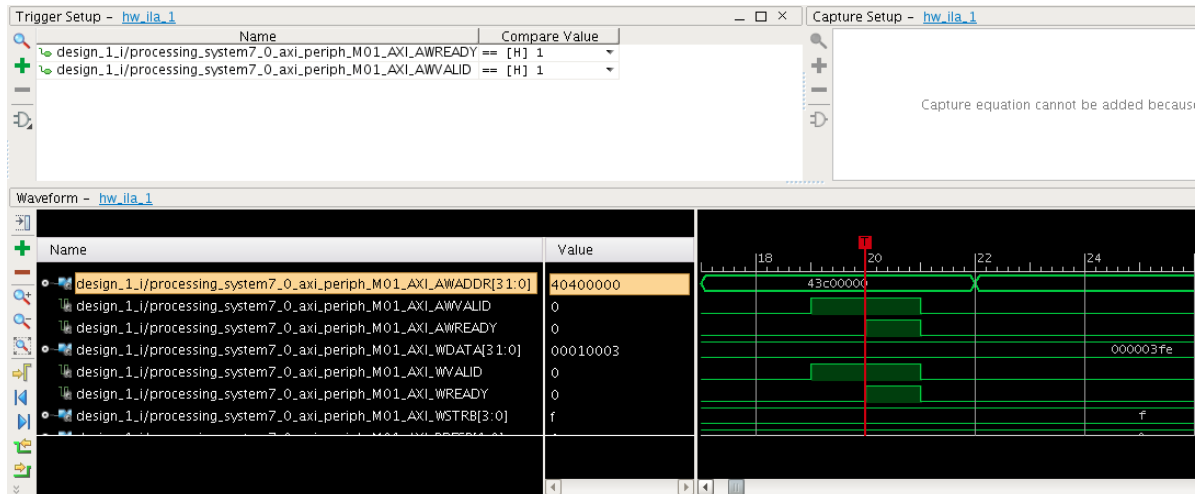 Trigger Setup - hw_ila_1
Name Compare Value
design_1_i/processing_system7_0_axi_periph_M01_AXI_AWREADY == [H] 1
design_1_i/processing_system7_0_axi_periph_M01_AXI_AWVALID == [H] 1
Capture Setup - hw_ila_1
Capture equation cannot be added because
Waveform - hw_ila_1
Name Value
T
18 20 22 24
design_1_i/processing_system7_0_axi_periph_M01_AXI_AWADDR[31:0] 40400000 43c00000
design_1_i/processing_system7_0_axi_periph_M01_AXI_AWVALID 0
design_1_i/processing_system7_0_axi_periph_M01_AXI_AWREADY 0
design_1_i/processing_system7_0_axi_periph_M01_AXI_WDATA[31:0] 00010003 000003fe
design_1_i/processing_system7_0_axi_periph_M01_AXI_WVALID 0
design_1_i/processing_system7_0_axi_periph_M01_AXI_WREADY 0
design_1_i/processing_system7_0_axi_periph_M01_AXI_WSTRB[3:0] f f